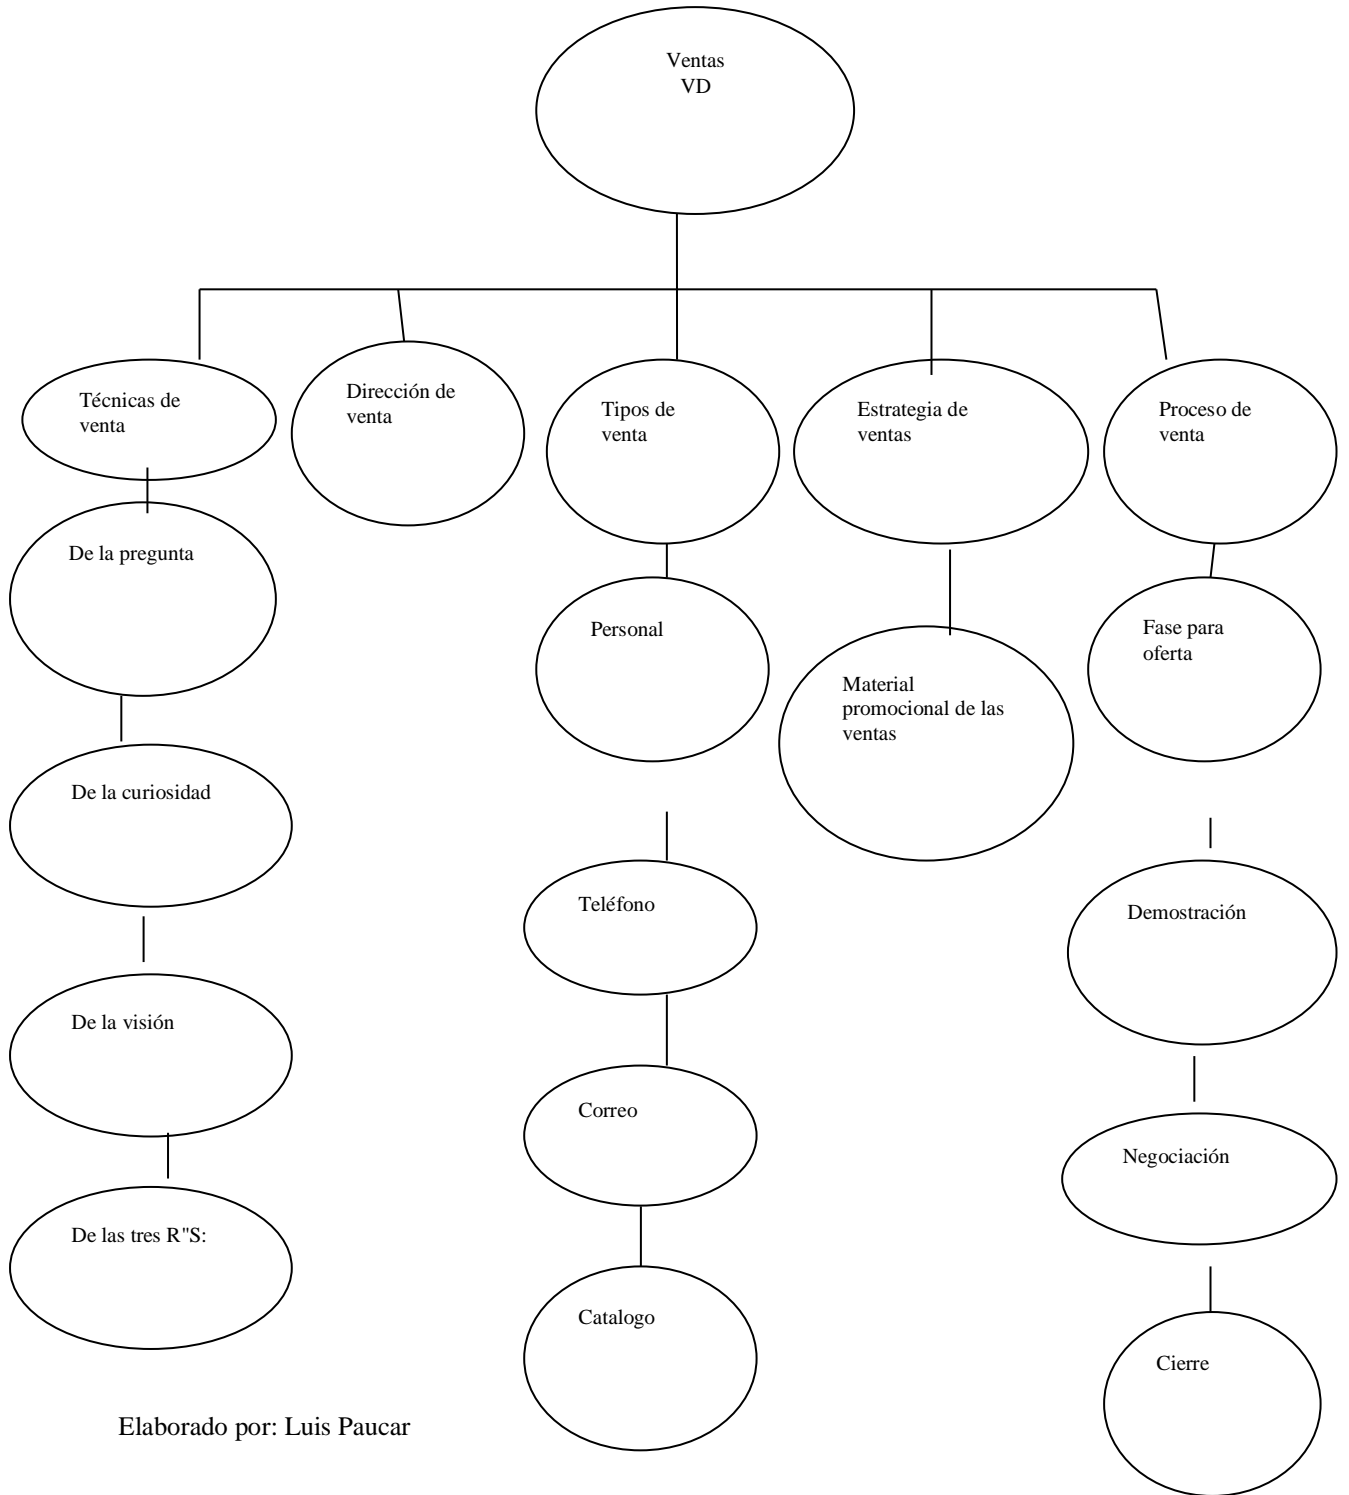 Ventas
VD
Técnicas de
venta
Dirección de
venta
Tipos de
venta
Estrategia de
ventas
Proceso de
venta
De la pregunta
Personal
Fase para
oferta
Material
promocional de las
ventas
De la curiosidad
Teléfono
Demostración
De la visión
Correo
Negociación
De las tres R"S:
Catalogo
Cierre
Elaborado por: Luis Paucar